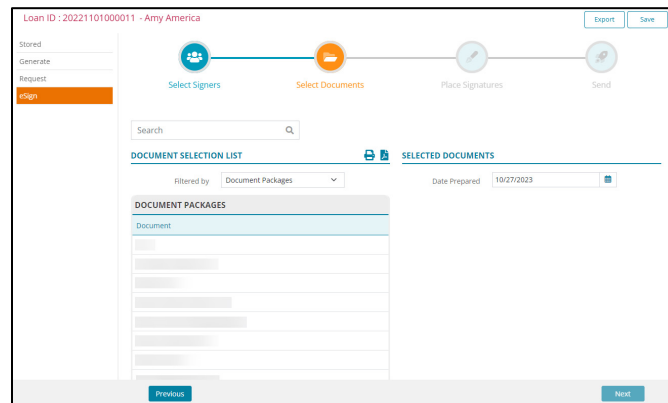 Loan ID : 20221101000011 - Amy America
Export
Save
Stored
Generate
Request
eSign
Select Signers
Select Documents
Place Signatures
Send
Search
DOCUMENT SELECTION LIST
SELECTED DOCUMENTS
Filtered by
Document Packages
Date Prepared
10/27/2023
DOCUMENT PACKAGES
Document
Previous
Next